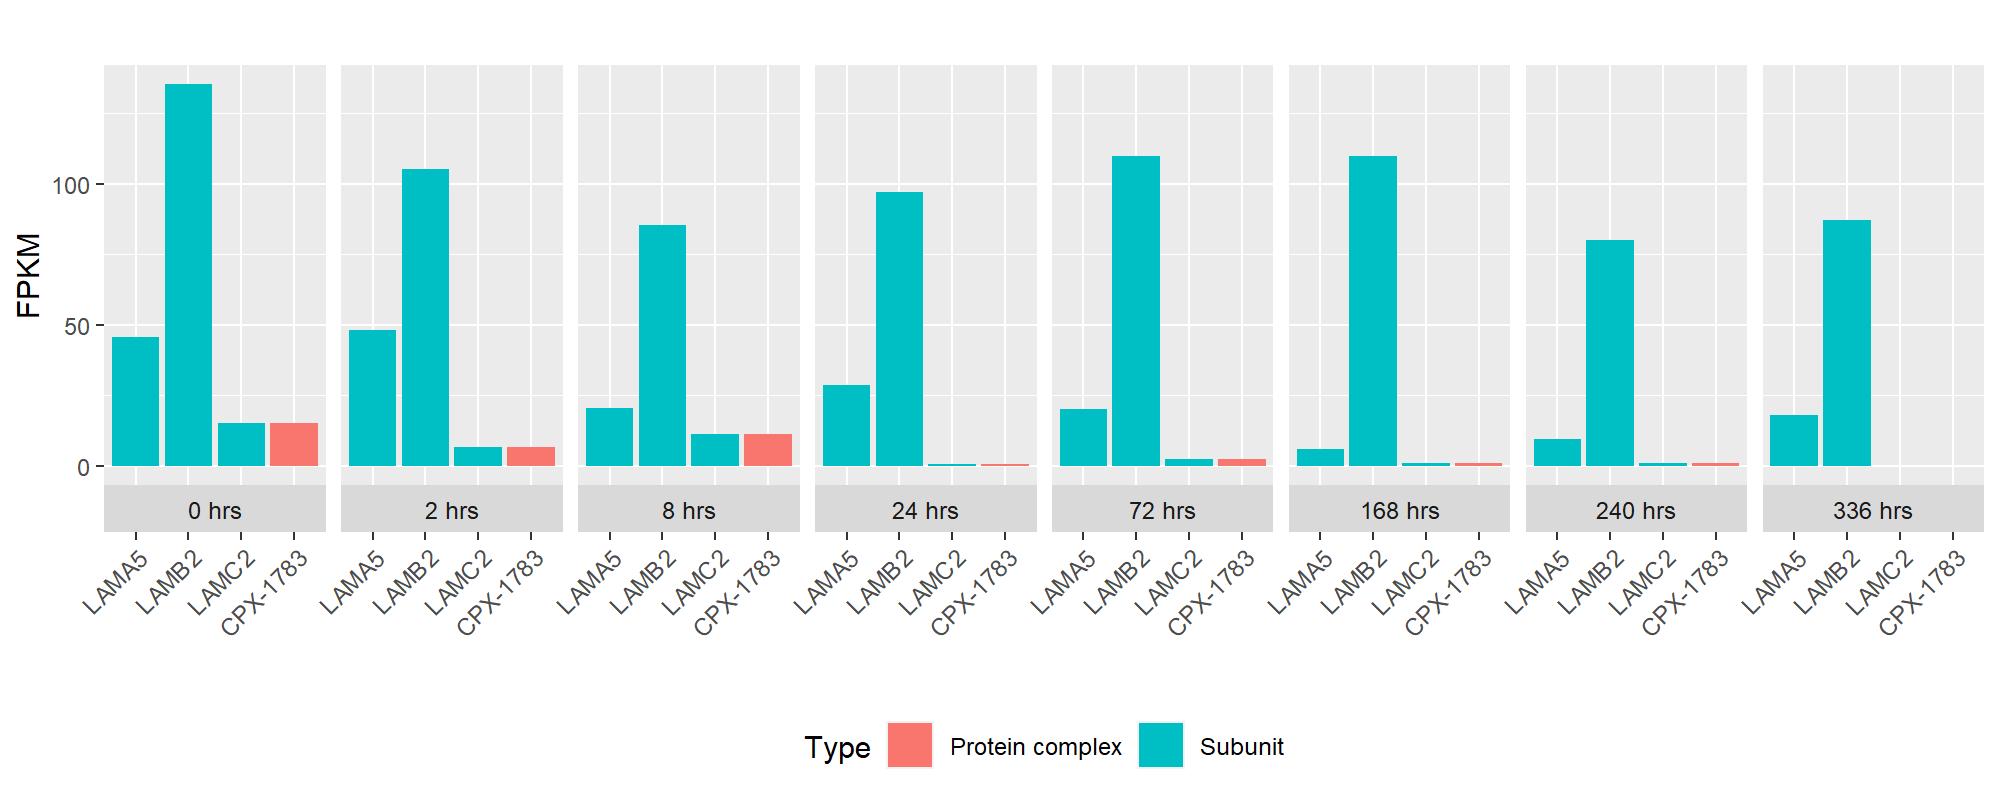 FPKM
100
50
0
0 hrs 2 hrs 8 hrs 24 hrs 72 hrs 168 hrs 240 hrs 336 hrs
LAMA5 LAMB2 LAMC2 CPX-1783 LAMA5 LAMB2 LAMC2 CPX-1783 LAMA5 LAMB2 LAMC2 CPX-1783 LAMA5 LAMB2 LAMC2 CPX-1783 LAMA5 LAMB2 LAMC2 CPX-1783 LAMA5 LAMB2 LAMC2 CPX-1783 LAMA5 LAMB2 LAMC2 CPX-1783 LAMA5 LAMB2 LAMC2 CPX-1783
Type Protein complex Subunit